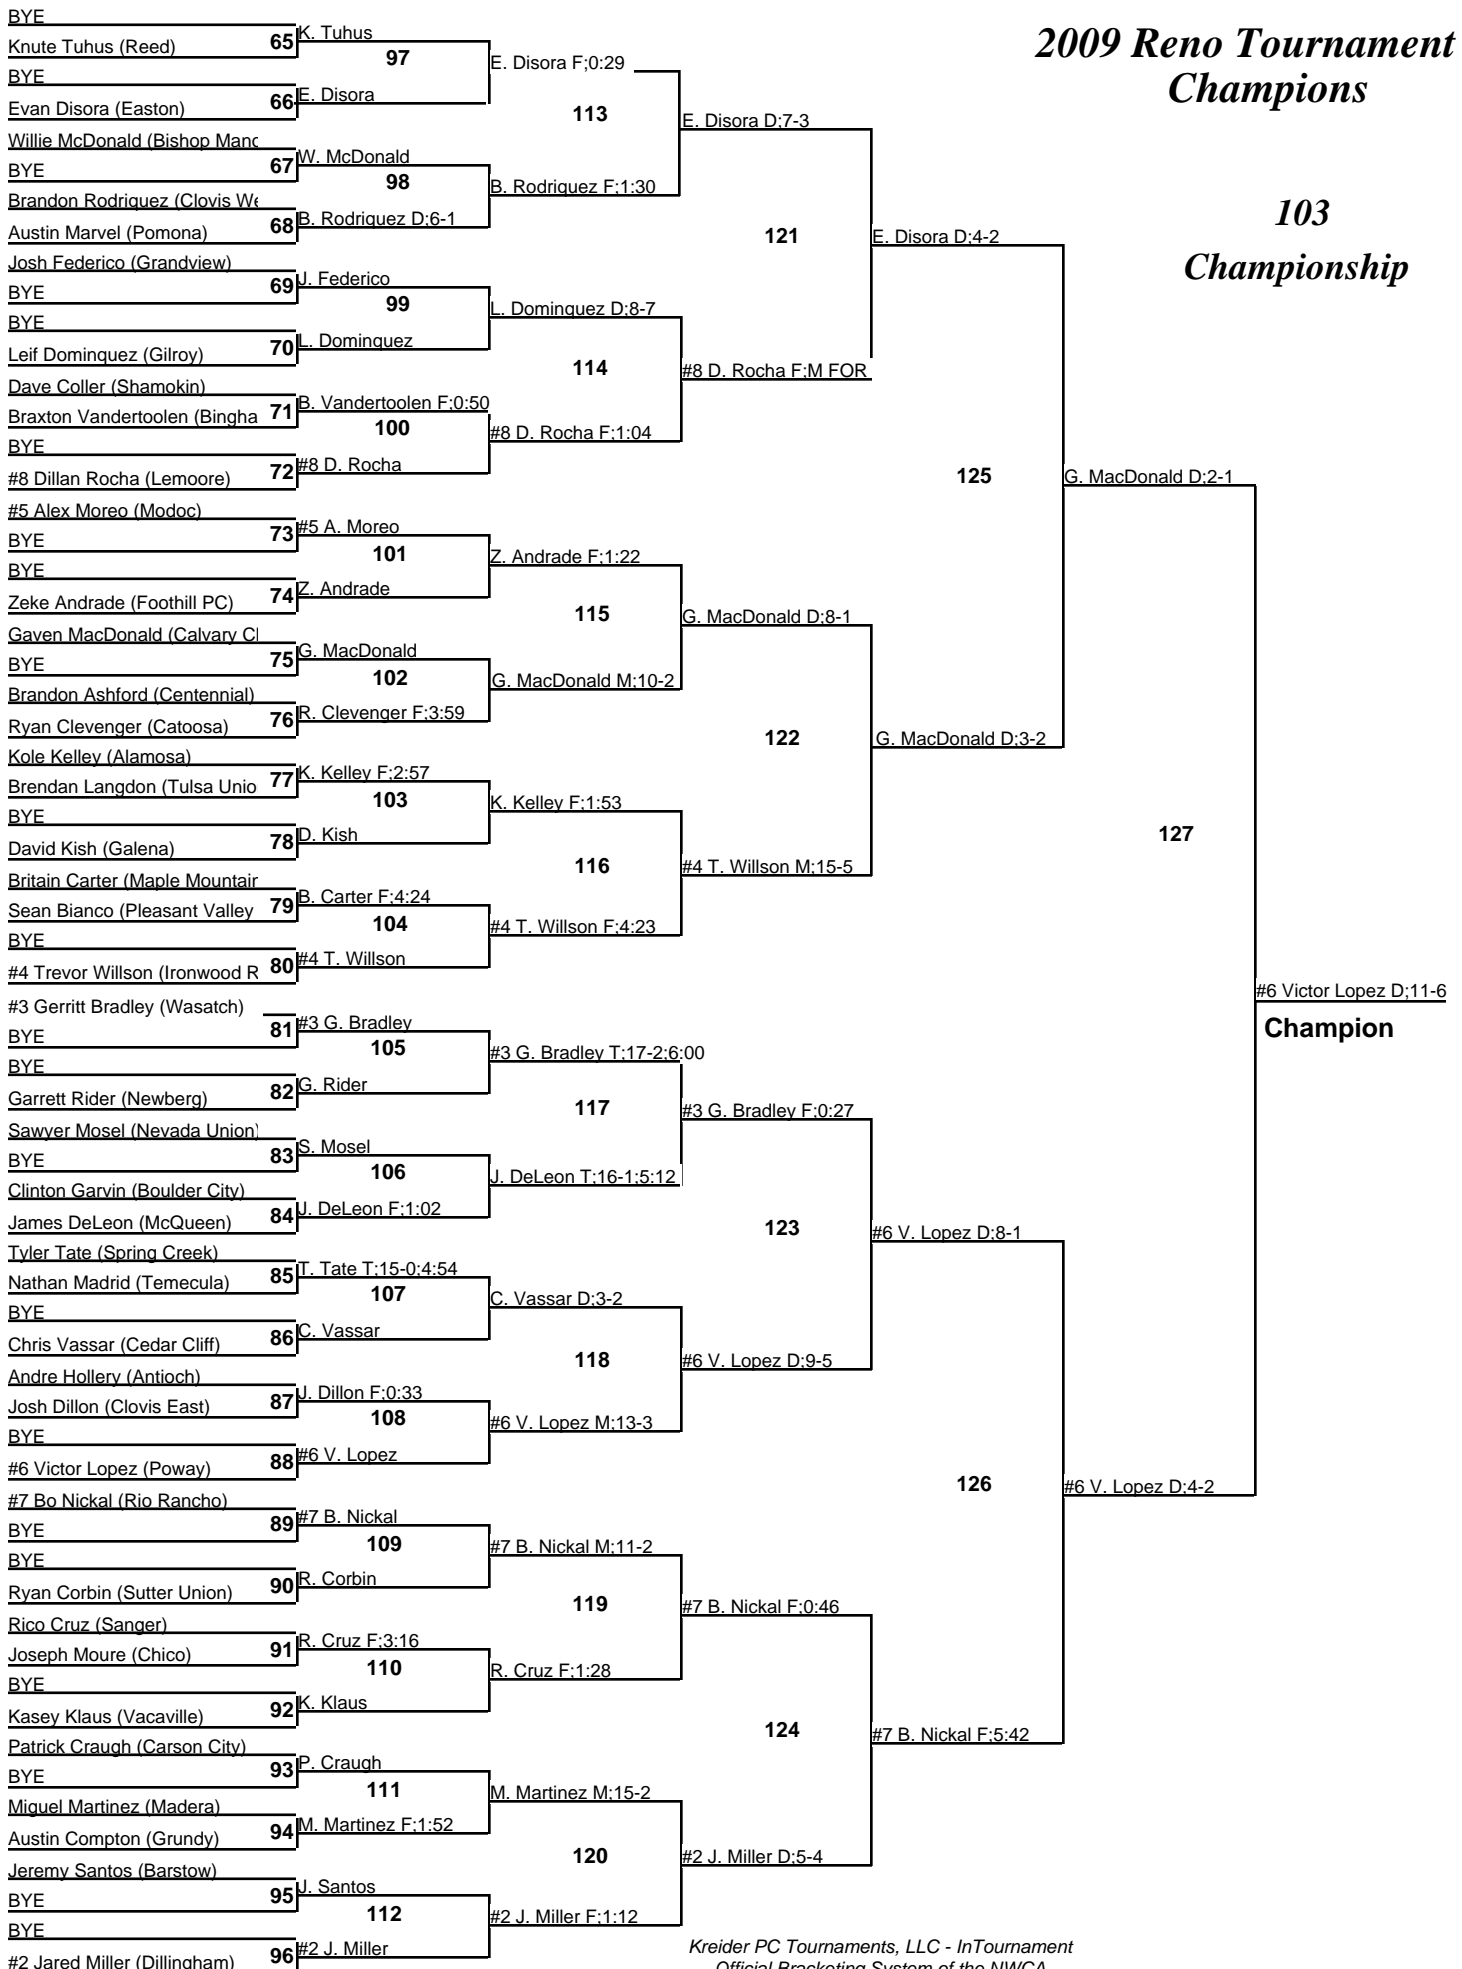 2009 Reno Tournament
Champions
103
Championship
BYE
Knute Tuhus (Reed)
BYE
Evan Disora (Easton)
Willie McDonald (Bishop Manc
BYE
Brandon Rodriquez (Clovis We
Austin Marvel (Pomona)
Josh Federico (Grandview)
BYE
BYE
Leif Dominquez (Gilroy)
Dave Coller (Shamokin)
Braxton Vandertoolen (Bingha
BYE
#8 Dillan Rocha (Lemoore)
#5 Alex Moreo (Modoc)
BYE
BYE
Zeke Andrade (Foothill PC)
Gaven MacDonald (Calvary Cl
BYE
Brandon Ashford (Centennial)
Ryan Clevenger (Catoosa)
Kole Kelley (Alamosa)
Brendan Langdon (Tulsa Unio
BYE
David Kish (Galena)
Britain Carter (Maple Mountain
Sean Bianco (Pleasant Valley
BYE
#4 Trevor Willson (Ironwood R
#3 Gerritt Bradley (Wasatch)
BYE
BYE
Garrett Rider (Newberg)
Sawyer Mosel (Nevada Union)
BYE
Clinton Garvin (Boulder City)
James DeLeon (McQueen)
Tyler Tate (Spring Creek)
Nathan Madrid (Temecula)
BYE
Chris Vassar (Cedar Cliff)
Andre Hollery (Antioch)
Josh Dillon (Clovis East)
BYE
#6 Victor Lopez (Poway)
#7 Bo Nickal (Rio Rancho)
BYE
BYE
Ryan Corbin (Sutter Union)
Rico Cruz (Sanger)
Joseph Moure (Chico)
BYE
Kasey Klaus (Vacaville)
Patrick Craugh (Carson City)
BYE
Miguel Martinez (Madera)
Austin Compton (Grundy)
Jeremy Santos (Barstow)
BYE
BYE
#2 Jared Miller (Dillingham)
65
66
67
68
69
70
71
72
73
74
75
76
77
78
79
80
81
82
83
84
85
86
87
88
89
90
91
92
93
94
95
96
K. Tuhus
97
E. Disora
W. McDonald
98
B. Rodriquez D;6-1
J. Federico
99
L. Dominquez
B. Vandertoolen F;0:50
100
#8 D. Rocha
#5 A. Moreo
101
Z. Andrade
G. MacDonald
102
R. Clevenger F;3:59
K. Kelley F;2:57
103
D. Kish
B. Carter F;4:24
104
#4 T. Willson
#3 G. Bradley
105
G. Rider
S. Mosel
106
J. DeLeon F;1:02
T. Tate T;15-0;4:54
107
C. Vassar
J. Dillon F;0:33
108
#6 V. Lopez
#7 B. Nickal
109
R. Corbin
R. Cruz F;3:16
110
K. Klaus
P. Craugh
111
M. Martinez F;1:52
J. Santos
112
#2 J. Miller
E. Disora F;0:29
113
B. Rodriquez F;1:30
L. Dominquez D;8-7
114
#8 D. Rocha F;1:04
Z. Andrade F;1:22
115
G. MacDonald M;10-2
K. Kelley F;1:53
116
#4 T. Willson F;4:23
#3 G. Bradley T;17-2;6:00
117
J. DeLeon T;16-1;5:12
C. Vassar D;3-2
118
#6 V. Lopez M;13-3
#7 B. Nickal M;11-2
119
R. Cruz F;1:28
M. Martinez M;15-2
120
#2 J. Miller F;1:12
E. Disora D;7-3
121
#8 D. Rocha F;M FOR
G. MacDonald D;8-1
122
#4 T. Willson M;15-5
#3 G. Bradley F;0:27
123
#6 V. Lopez D;9-5
#7 B. Nickal F;0:46
124
#2 J. Miller D;5-4
E. Disora D;4-2
125
G. MacDonald D;3-2
#6 V. Lopez D;8-1
126
#7 B. Nickal F;5:42
G. MacDonald D;2-1
127
#6 V. Lopez D;4-2
#6 Victor Lopez D;11-6
Champion
Kreider PC Tournaments, LLC - InTournament
Official Bracketing System of the NWCA